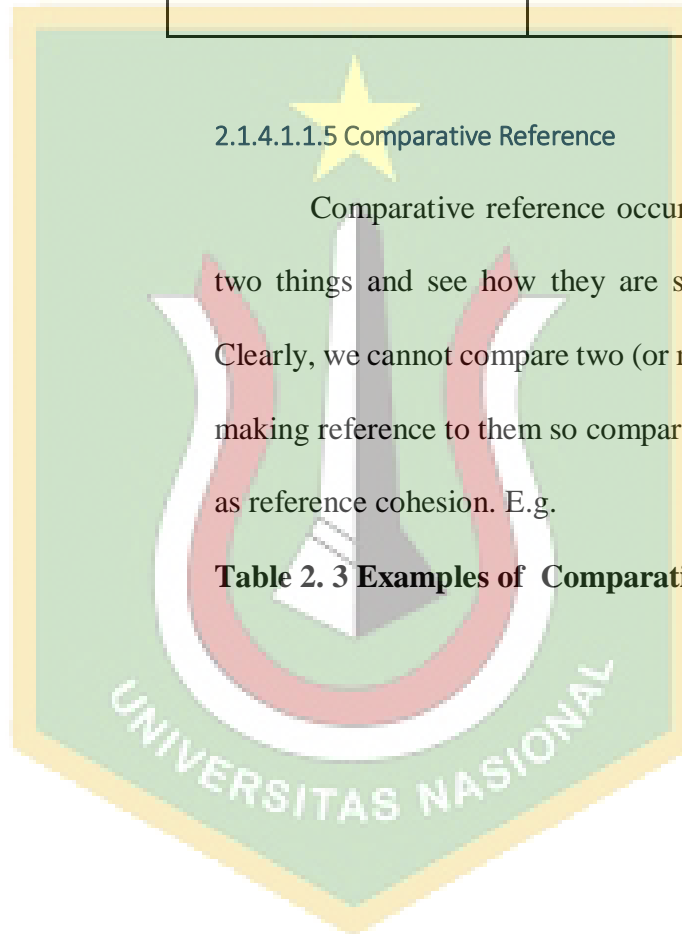 2.1.4.1.1.5 Comparative Reference
Comparative reference occur
two things and see how they are s
Clearly, we cannot compare two (or
making reference to them so compar
as reference cohesion. E.g.
Table 2. 3 Examples of Comparati
UNIVERSITAS NASIONAL